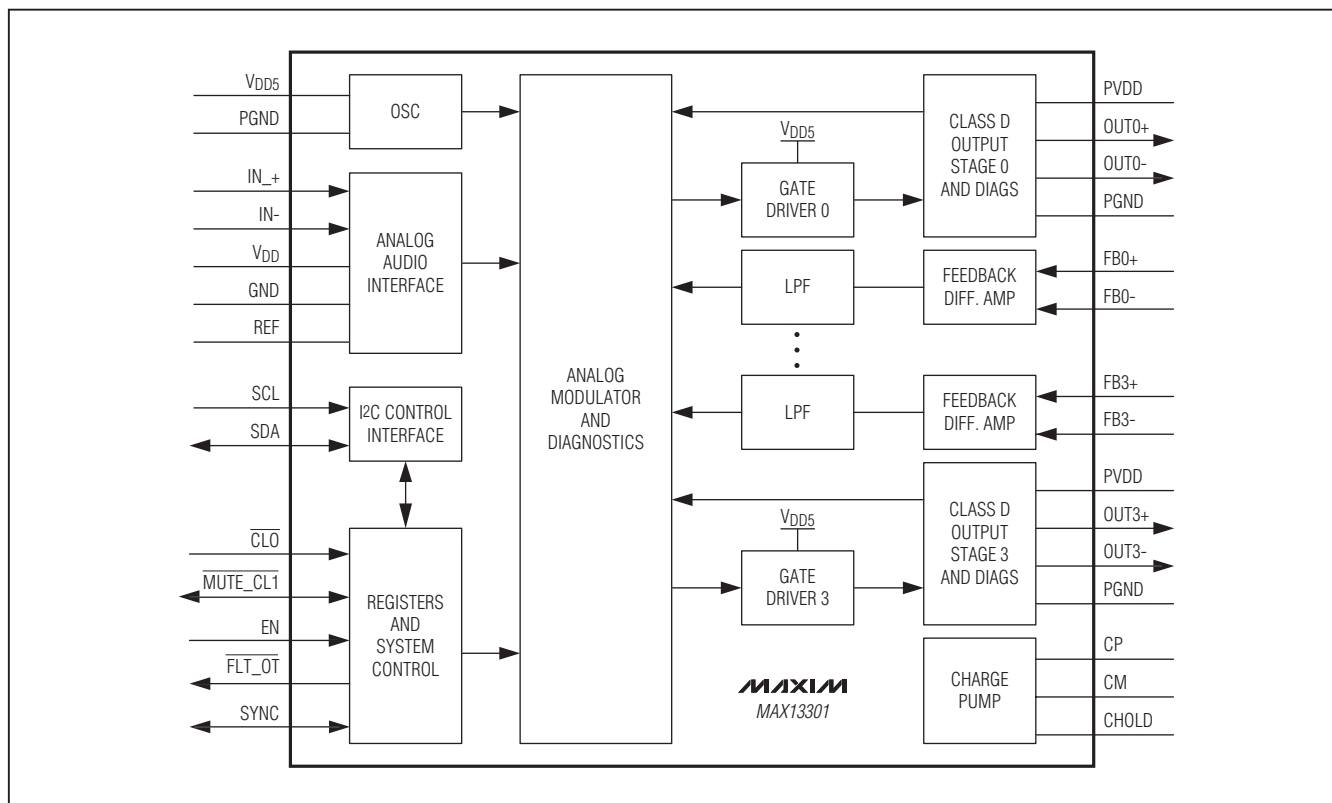 VDD5
PGND
OSC
IN_+
IN-
VDD
GND
REF
ANALOG
AUDIO
INTERFACE
SCL
SDA
I2C CONTROL
INTERFACE
CL0
MUTE_CL1
EN
FLT_OT
SYNC
REGISTERS
AND
SYSTEM
CONTROL
ANALOG
MODULATOR
AND
DIAGNOSTICS
VDD5
GATE
DRIVER 0
CLASS D
OUTPUT
STAGE 0
AND DIAGS
PVDD
OUT0+
OUT0-
PGND
LPF
FEEDBACK
DIFF. AMP
FB0+
FB0-
LPF
FEEDBACK
DIFF. AMP
FB3+
FB3-
VDD5
GATE
DRIVER 3
CLASS D
OUTPUT
STAGE 3
AND DIAGS
PVDD
OUT3+
OUT3-
PGND
MAXIM
MAX13301
CHARGE
PUMP
CP
CM
CHOLD